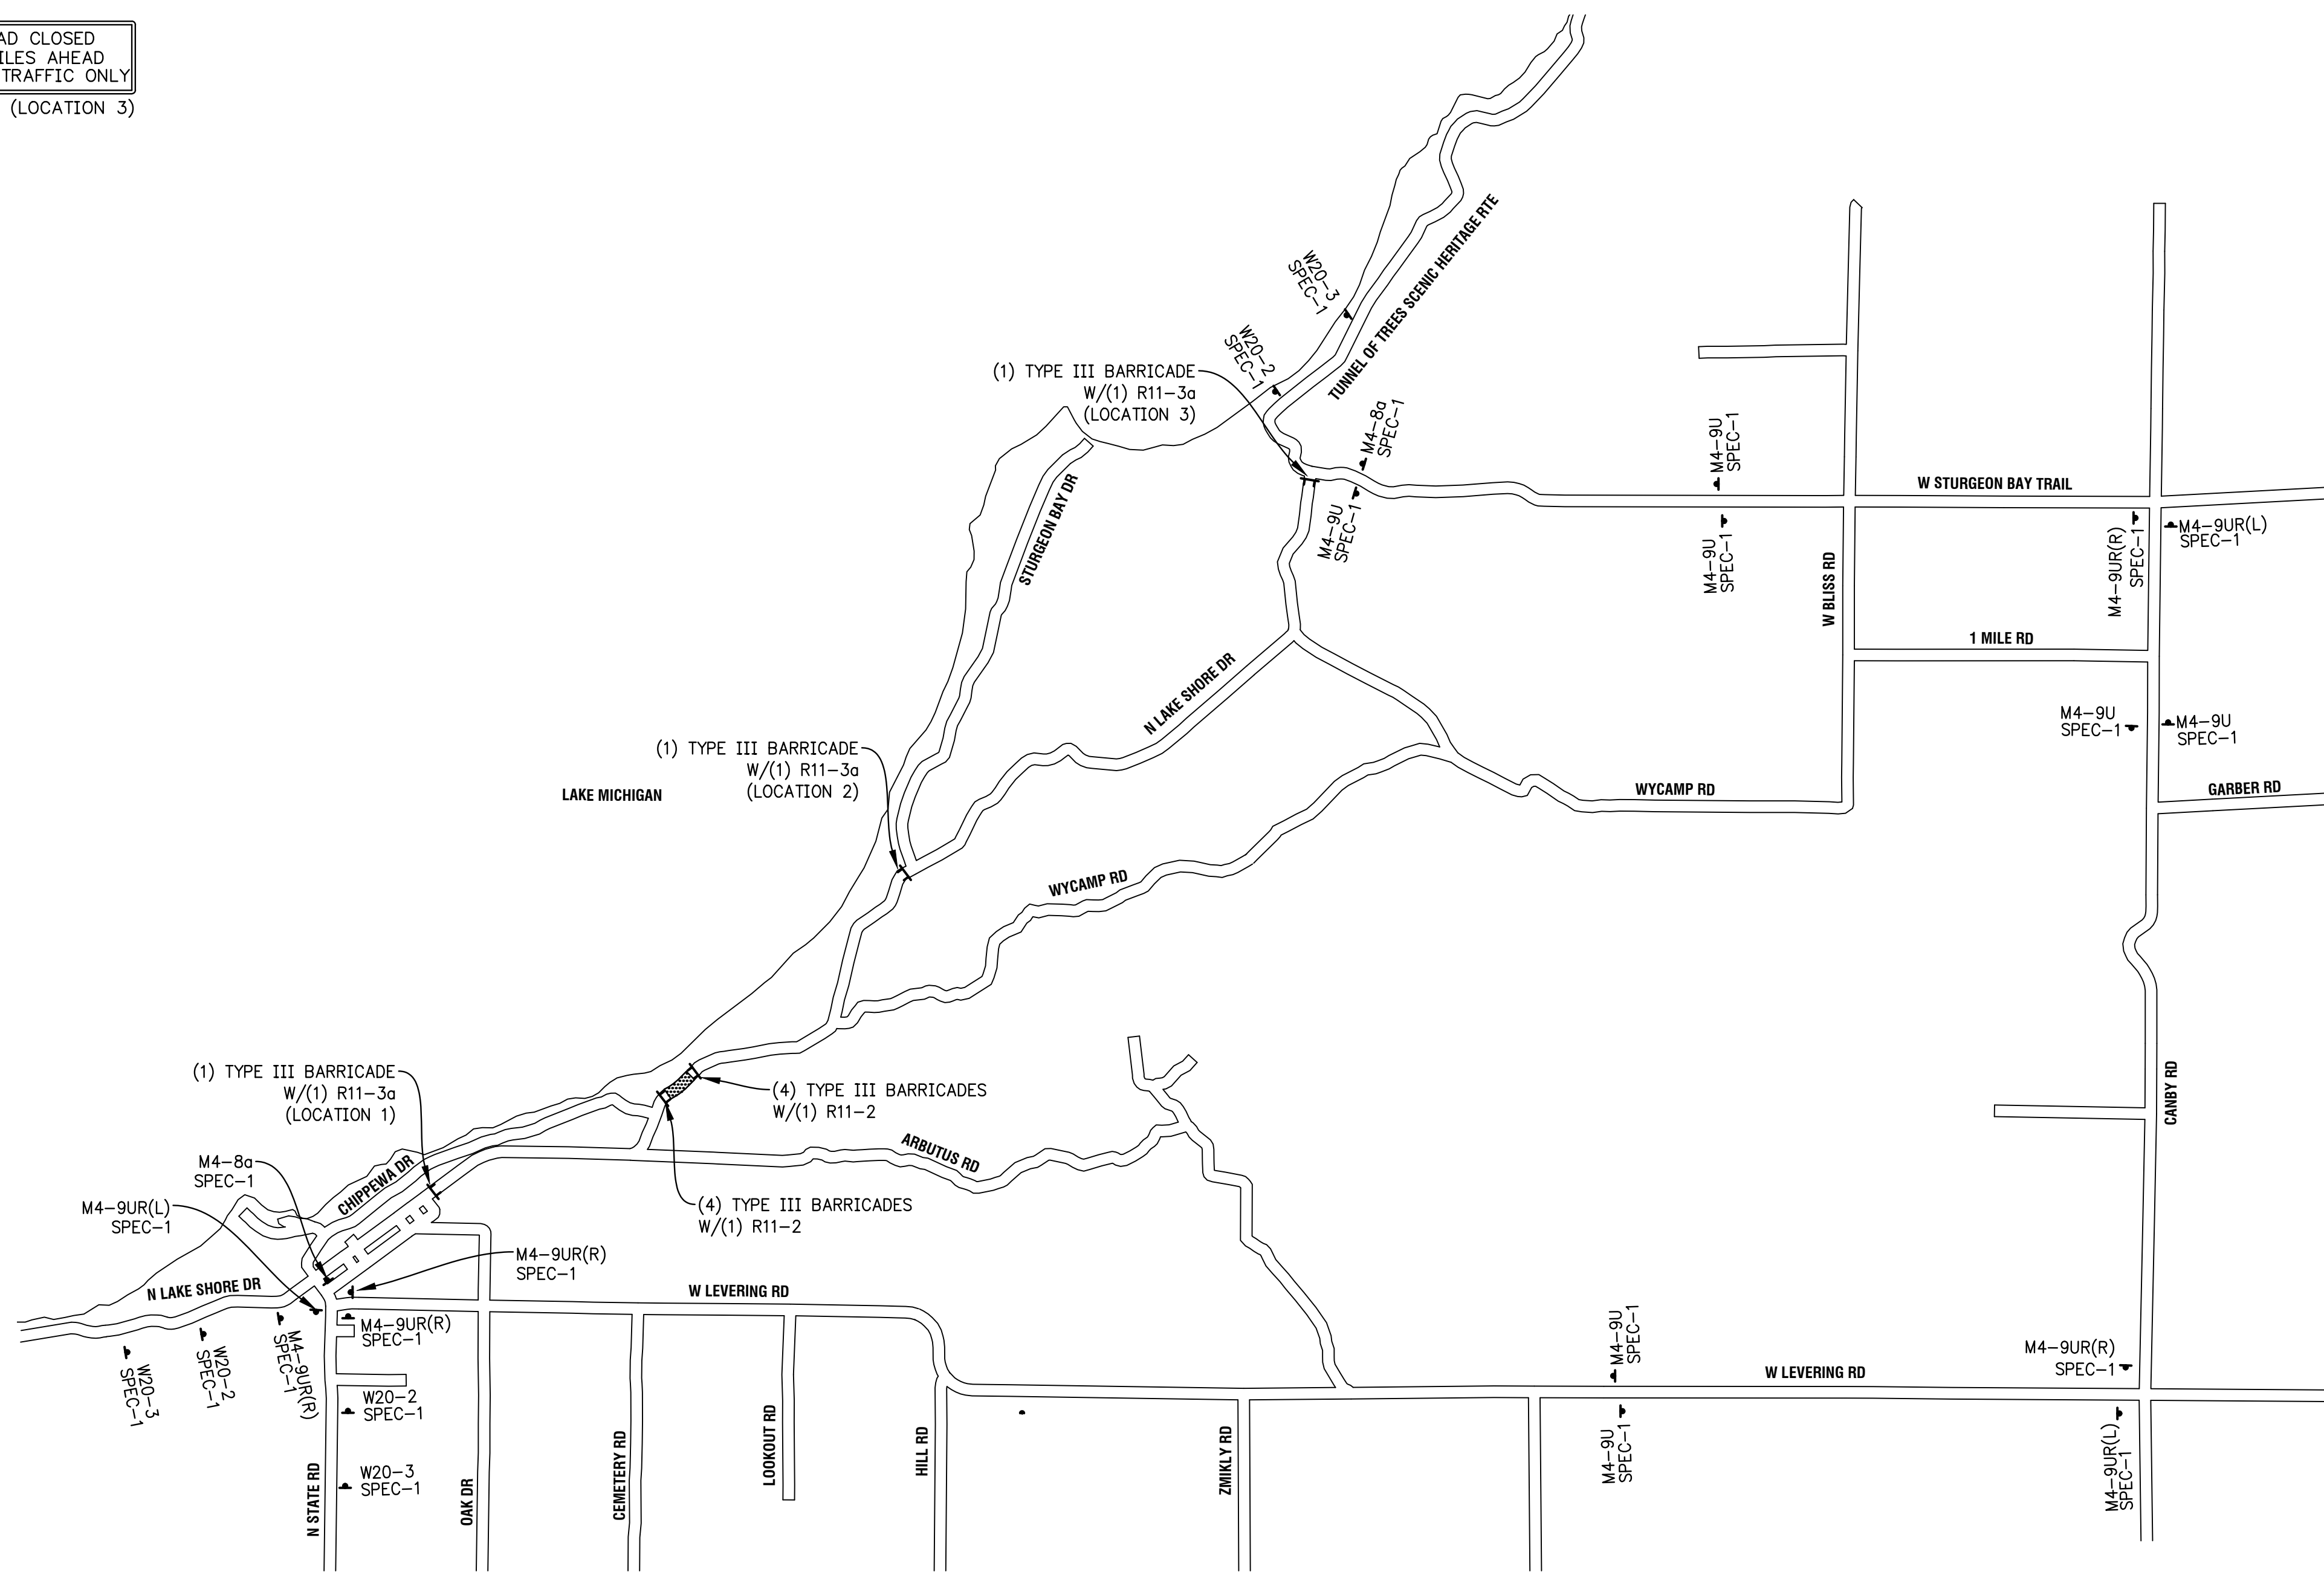 AD CLOSED
ILES AHEAD
TRAFFIC ONLY
(LOCATION 3)
W20-3
SPEC-1
TUNNEL OF TREES SCENIC HERITAGE RTE
W20-2
SPEC-1
(1) TYPE III BARRICADE
W/(1) R11-3a
(LOCATION 3)
M4-8a
SPEC-1
M4-9U
SPEC-1
M4-9U
SPEC-1
M4-9U
SPEC-1
W STURGEON BAY TRAIL
M4-9UR(R)
SPEC-1
M4-9UR(L)
SPEC-1
STURGEON BAY DR
W BLISS RD
1 MILE RD
N LAKE SHORE DR
M4-9U
SPEC-1
M4-9U
SPEC-1
(1) TYPE III BARRICADE
W/(1) R11-3a
(LOCATION 2)
LAKE MICHIGAN
WYCAMP RD
GARBER RD
WYCAMP RD
(1) TYPE III BARRICADE
W/(1) R11-3a
(LOCATION 1)
(4) TYPE III BARRICADES
W/(1) R11-2
CANBY RD
ARBUTUS RD
M4-8a
SPEC-1
CHIPPEWA DR
M4-9UR(L)
SPEC-1
(4) TYPE III BARRICADES
W/(1) R11-2
M4-9UR(R)
SPEC-1
N LAKE SHORE DR
W LEVERING RD
M4-9UR(R)
SPEC-1
W20-3
SPEC-1
W20-2
SPEC-1
M4-9UR(R)
SPEC-1
W20-2
SPEC-1
W20-3
SPEC-1
N STATE RD
OAK DR
CEMETERY RD
LOOKOUT RD
HILL RD
ZMIKLY RD
M4-9U
SPEC-1
M4-9U
SPEC-1
W LEVERING RD
M4-9UR(R)
SPEC-1
M4-9UR(L)
SPEC-1